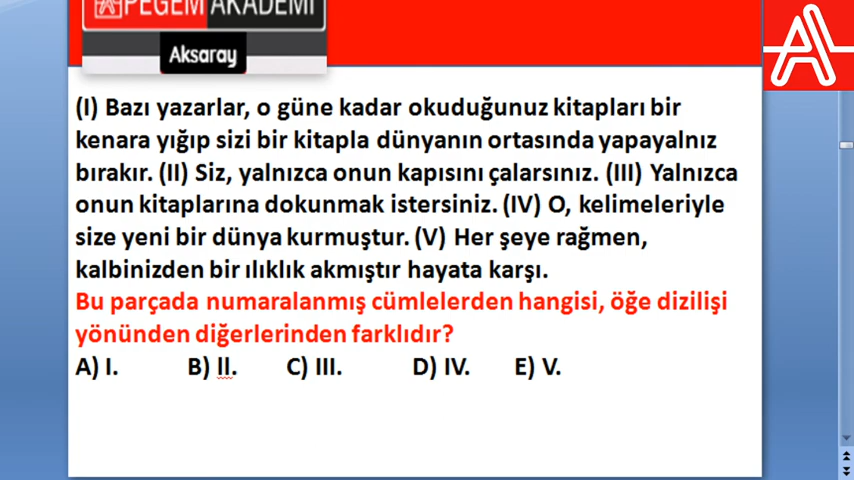 PEGEM AKADEMİ
Aksaray
(I) Bazı yazarlar, o güne kadar okuduğunuz kitapları bir
kenara yığıp sizi bir kitapla dünyanın ortasında yapayalnız
bırakır. (II) Siz, yalnızca onun kapısını çalarsınız. (III) Yalnızca
onun kitaplarına dokunmak istersiniz. (IV) O, kelimeleriyle
size yeni bir dünya kurmuştur. (V) Her şeye rağmen,
kalbinizden bir ılıklık akmıştır hayata karşı.
Bu parçada numaralanmış cümlelerden hangisi, öğe dizilişi
yönünden diğerlerinden farklıdır?
A) I. B) II. C) III. D) IV. E) V.